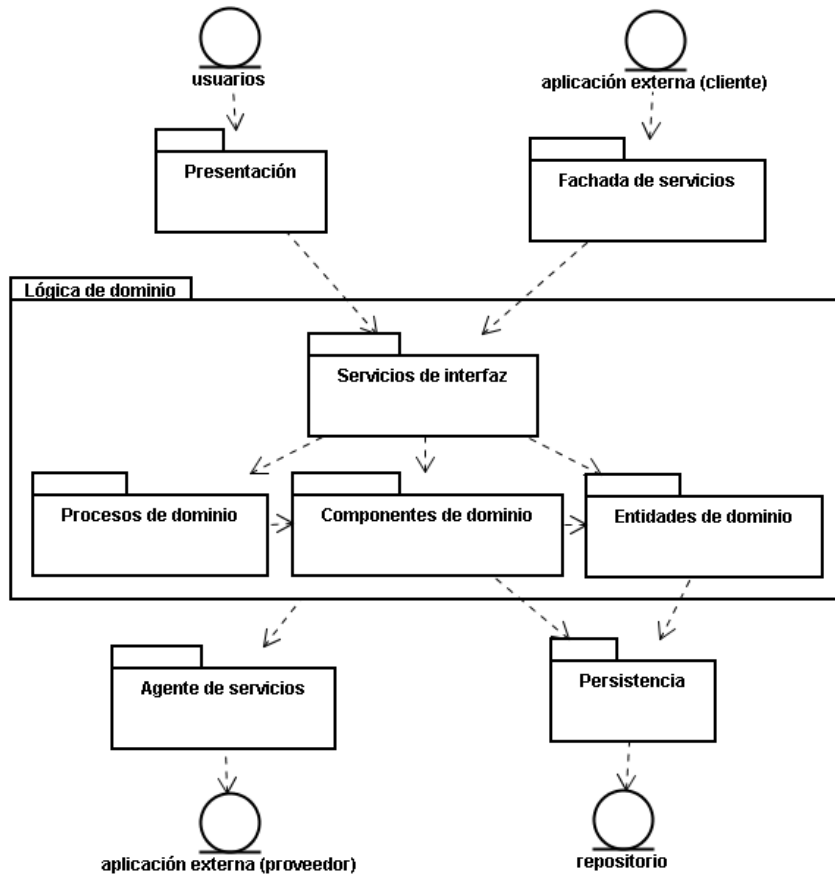 usuarios
aplicación externa (cliente)
Presentación
Fachada de servicios
Lógica de dominio
Servicios de interfaz
Procesos de dominio
Componentes de dominio
Entidades de dominio
Agente de servicios
Persistencia
aplicación externa (proveedor)
repositorio